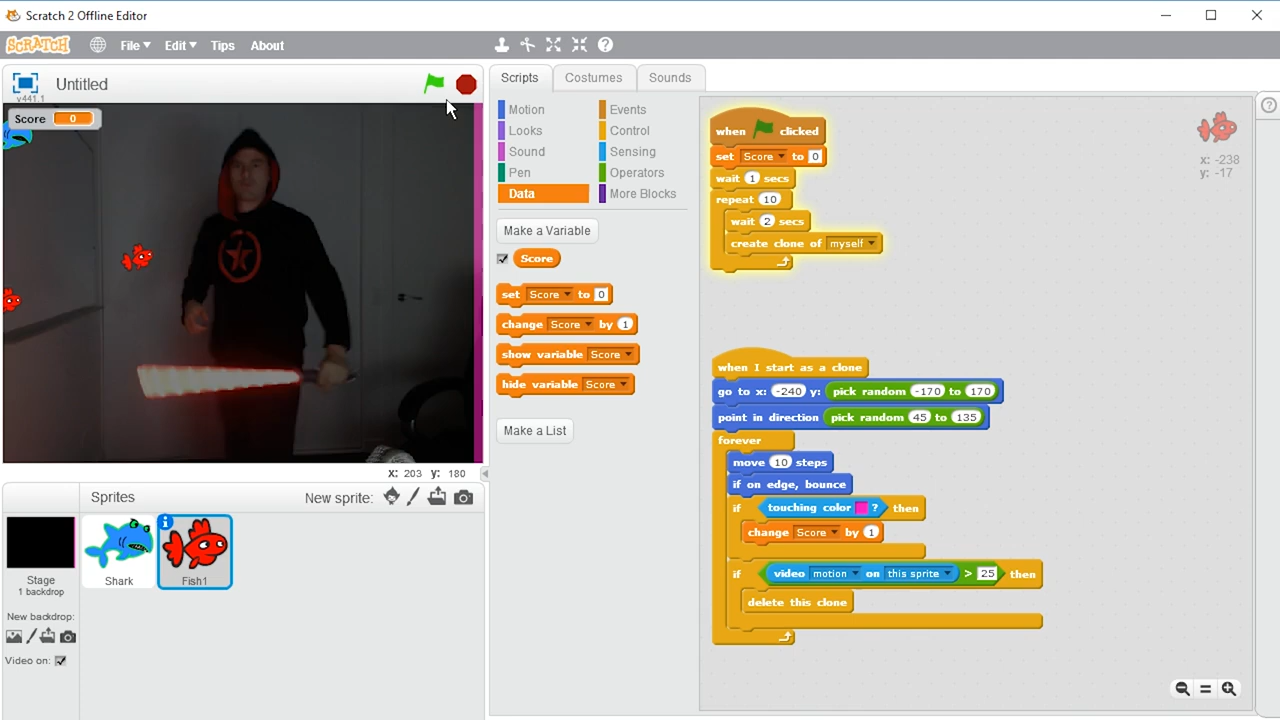 Scratch 2 Offline Editor
SCRATCH File Edit Tips About
Untitled
v441.1
Score 0
x: 203 y: 180
Sprites New sprite:
Stage
1 backdrop
New backdrop:
Video on:
Shark
Fish1
Scripts Costumes Sounds
Motion Events
Looks Control
Sound Sensing
Pen Operators
Data More Blocks
Make a Variable
Score
set Score to 0
change Score by 1
show variable Score
hide variable Score
Make a List
when clicked
set Score to 0
wait 1 secs
repeat 10
wait 2 secs
create clone of myself
when I start as a clone
go to x: -240 y: pick random -170 to 170
point in direction pick random 45 to 135
forever
move 10 steps
if on edge, bounce
if touching color ? then
change Score by 1
if video motion on this sprite > 25 then
delete this clone
x: -238
y: -17